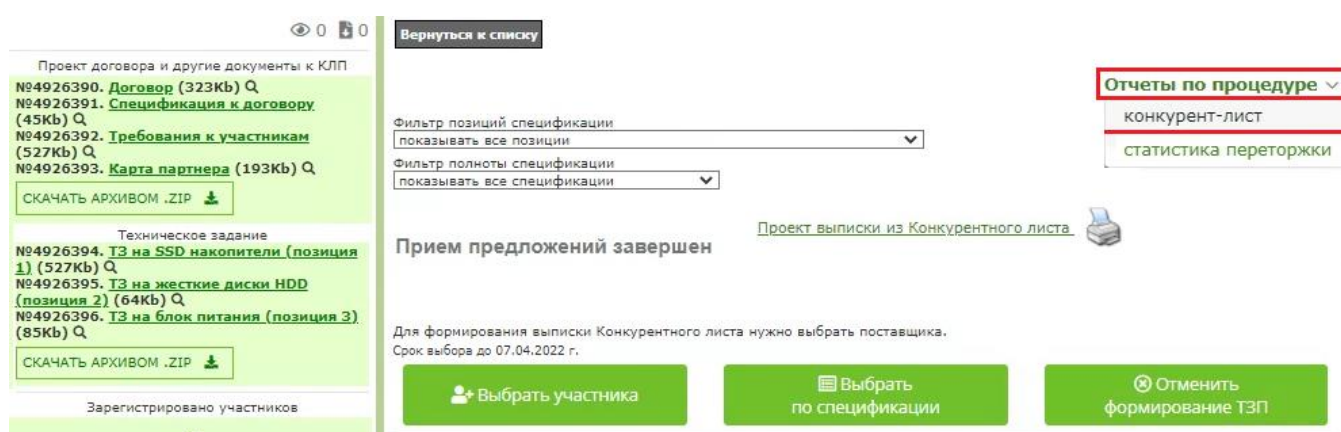 0 0
Проект договора и другие документы к КЛП
№4926390. Договор (323Kb)
№4926391. Спецификация к договору
(45Kb)
№4926392. Требования к участникам
(527Kb)
№4926393. Карта партнера (193Kb)
СКАЧАТЬ АРХИВОМ .ZIP
Техническое задание
№4926394. ТЗ на SSD накопители (позиция
1) (527Kb)
№4926395. ТЗ на жесткие диски HDD
(позиция 2) (64Kb)
№4926396. ТЗ на блок питания (позиция 3)
(85Kb)
СКАЧАТЬ АРХИВОМ .ZIP
Зарегистрировано участников
Вернуться к списку
Отчеты по процедуре
конкурент-лист
статистика переторжки
Фильтр позиций спецификации
показывать все позиции
Фильтр полноты спецификации
показывать все спецификации
Проект выписки из Конкурентного листа
Прием предложений завершен
Для формирования выписки Конкурентного листа нужно выбрать поставщика.
Срок выбора до 07.04.2022 г.
Выбрать участника
Выбрать
по спецификации
Отменить
формирование ТЗП